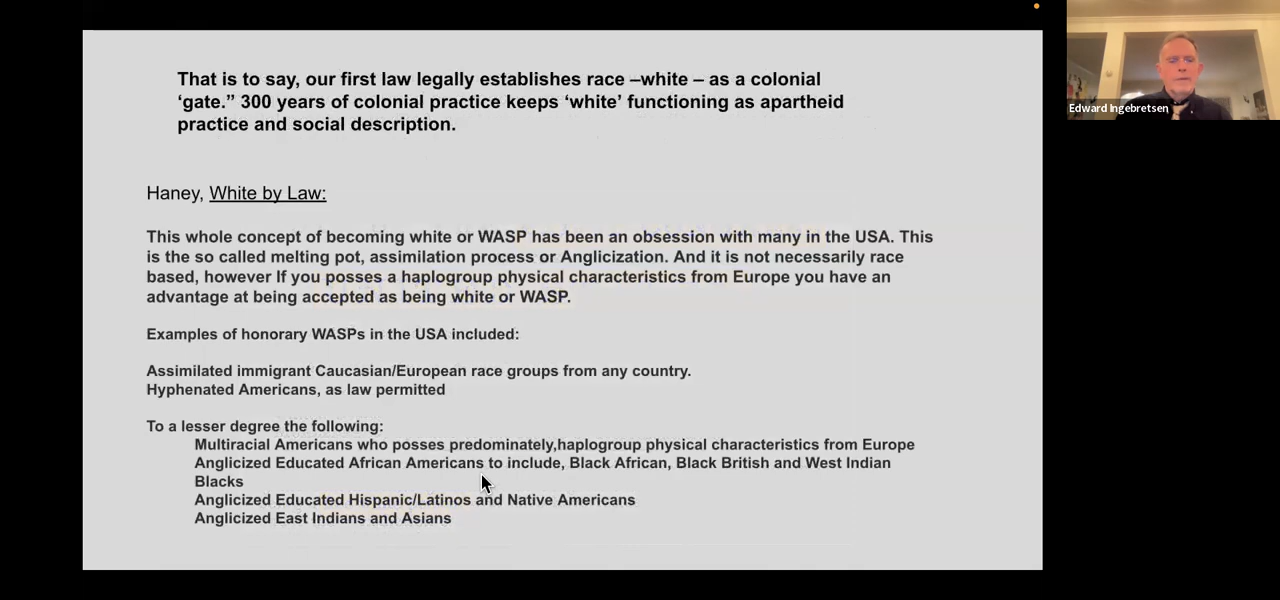 That is to say, our first law legally establishes race –white – as a colonial
‘gate.” 300 years of colonial practice keeps ‘white’ functioning as apartheid
practice and social description.
Haney, White by Law:
This whole concept of becoming white or WASP has been an obsession with many in the USA. This
is the so called melting pot, assimilation process or Anglicization. And it is not necessarily race
based, however If you posses a haplogroup physical characteristics from Europe you have an
advantage at being accepted as being white or WASP.
Examples of honorary WASPs in the USA included:
Assimilated immigrant Caucasian/European race groups from any country.
Hyphenated Americans, as law permitted
To a lesser degree the following:
Multiracial Americans who posses predominately,haplogroup physical characteristics from Europe
Anglicized Educated African Americans to include, Black African, Black British and West Indian
Blacks
Anglicized Educated Hispanic/Latinos and Native Americans
Anglicized East Indians and Asians
Edward Ingebretsen